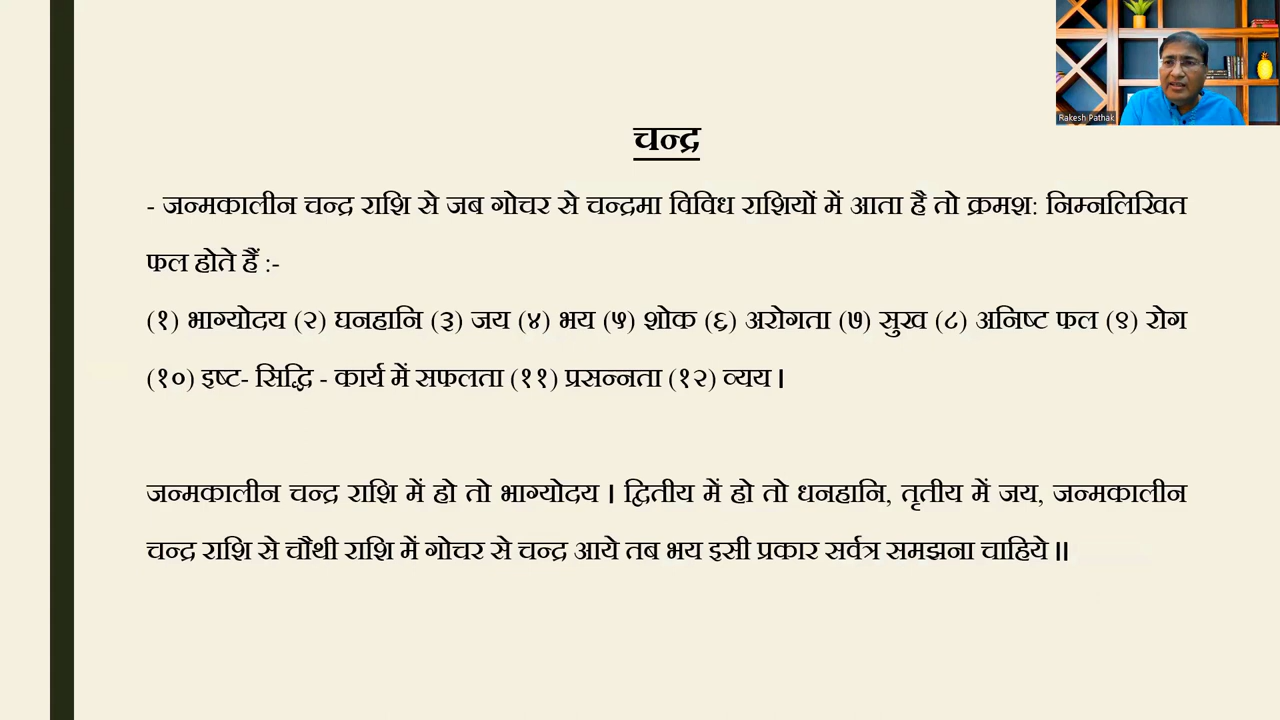 Rakesh Pathak
चन्द्र
- जन्मकालीन चन्द्र राशि से जब गोचर से चन्द्रमा विविध राशियों में आता है तो क्रमश: निम्नलिखित
फल होते हैं :-
(१) भाग्योदय (२) घनहानि (३) जय (४) भय (५) शोक (६) अरोगता (७) सुख (८) अनिष्ट फल (९) रोग
(१०) इष्ट- सिद्धि - कार्य में सफलता (११) प्रसन्नता (१२) व्यय ।
जन्मकालीन चन्द्र राशि में हो तो भाग्योदय । द्वितीय में हो तो धनहानि, तृतीय में जय, जन्मकालीन
चन्द्र राशि से चौथी राशि में गोचर से चन्द्र आये तब भय इसी प्रकार सर्वत्र समझना चाहिये ॥